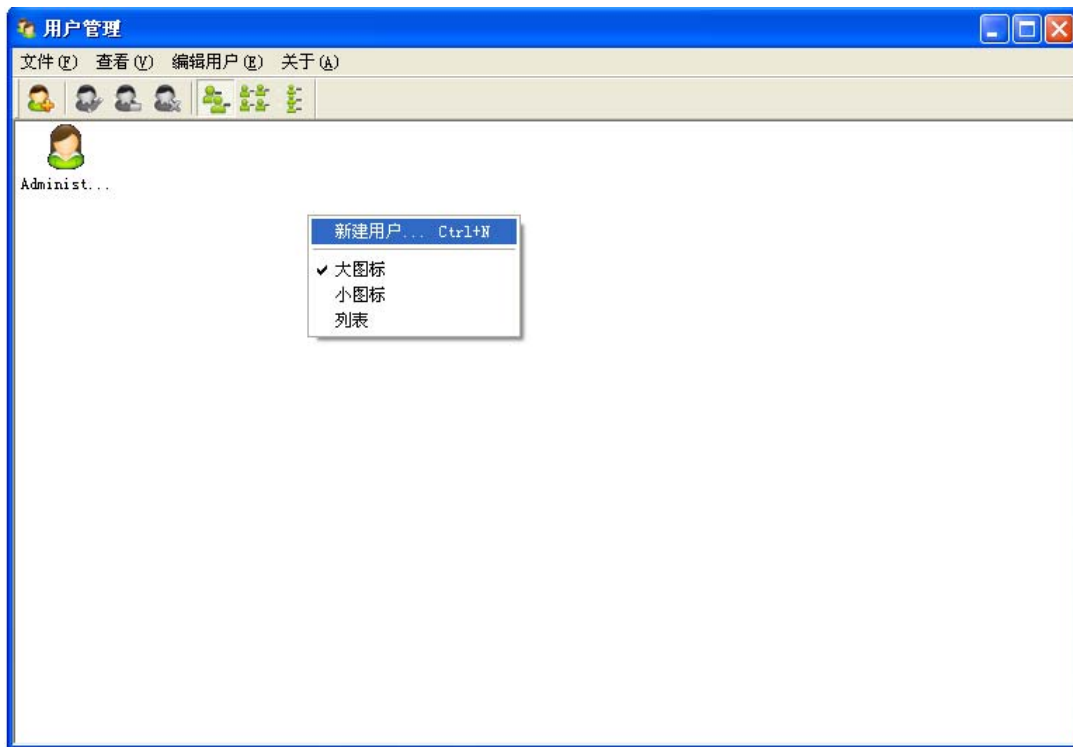 用户管理
文件(F) 查看(V) 编辑用户(E) 关于(A)
Administ...
新建用户... Ctrl+N
大图标
小图标
列表